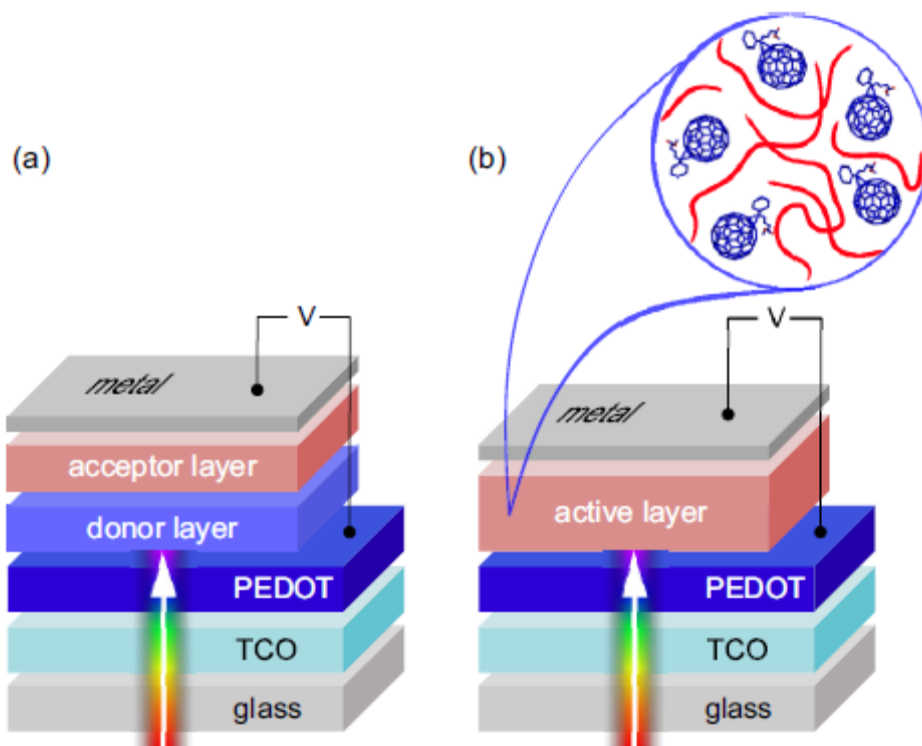 (a)
V
metal
acceptor layer
donor layer
PEDOT
TCO
glass
(b)
V
metal
active layer
PEDOT
TCO
glass